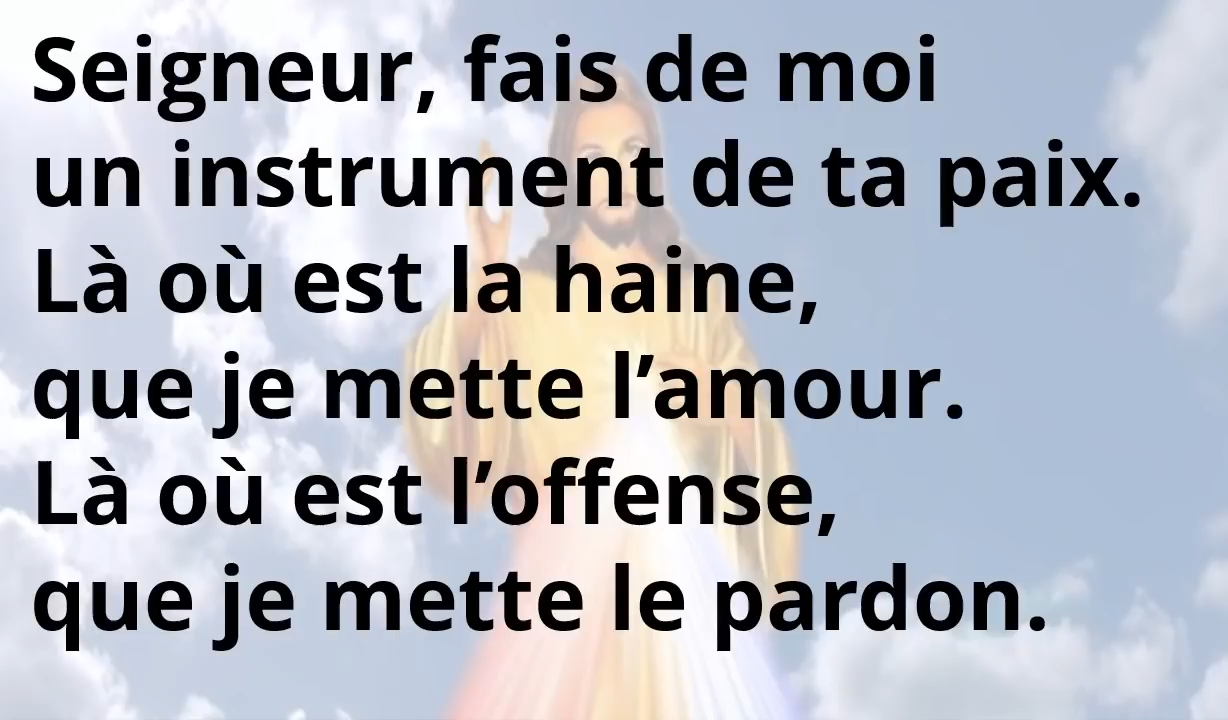 Seigneur, fais de moi
un instrument de ta paix.
Là où est la haine,
que je mette l’amour.
Là où est l’offense,
que je mette le pardon.